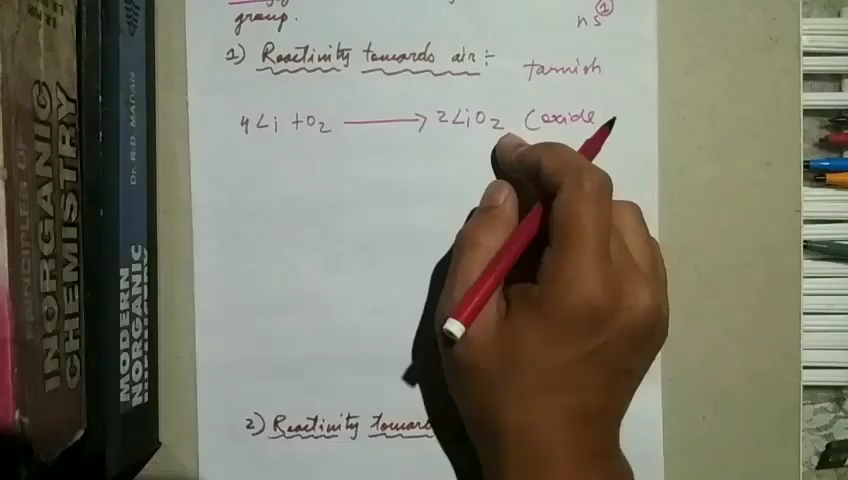 group.
ns①
1) Reactivity towards air :-
Tarnish
4Li + O2 ⟶ 2LiO2 (oxide
2) Reactivity toward
PRINCIPLES OF
INORGANIC
CHEMISTRY
Dr. R.D. MADAN
MODERN
INORGANIC